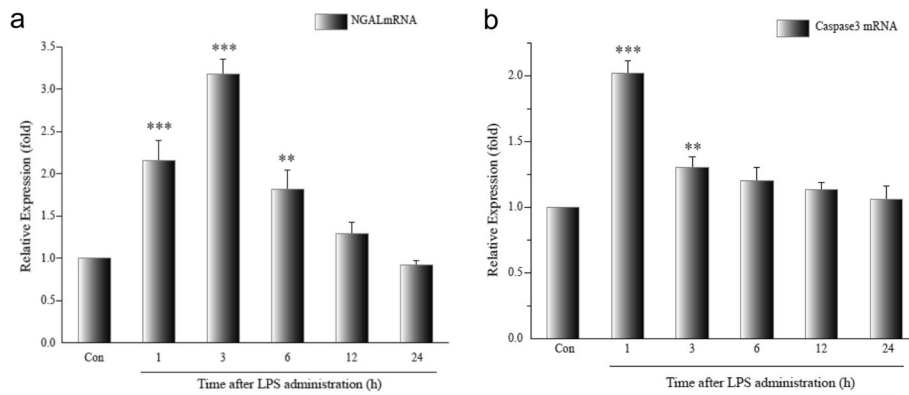 a
NGALmRNA
Relative Expression (fold)
3.5
3.0
2.5
2.0
1.5
1.0
0.5
0.0
***
***
**
Con 1 3 6 12 24
Time after LPS administration (h)
b
Caspase3 mRNA
Relative Expression (fold)
2.0
1.5
1.0
0.5
0.0
***
**
Con 1 3 6 12 24
Time after LPS administration (h)